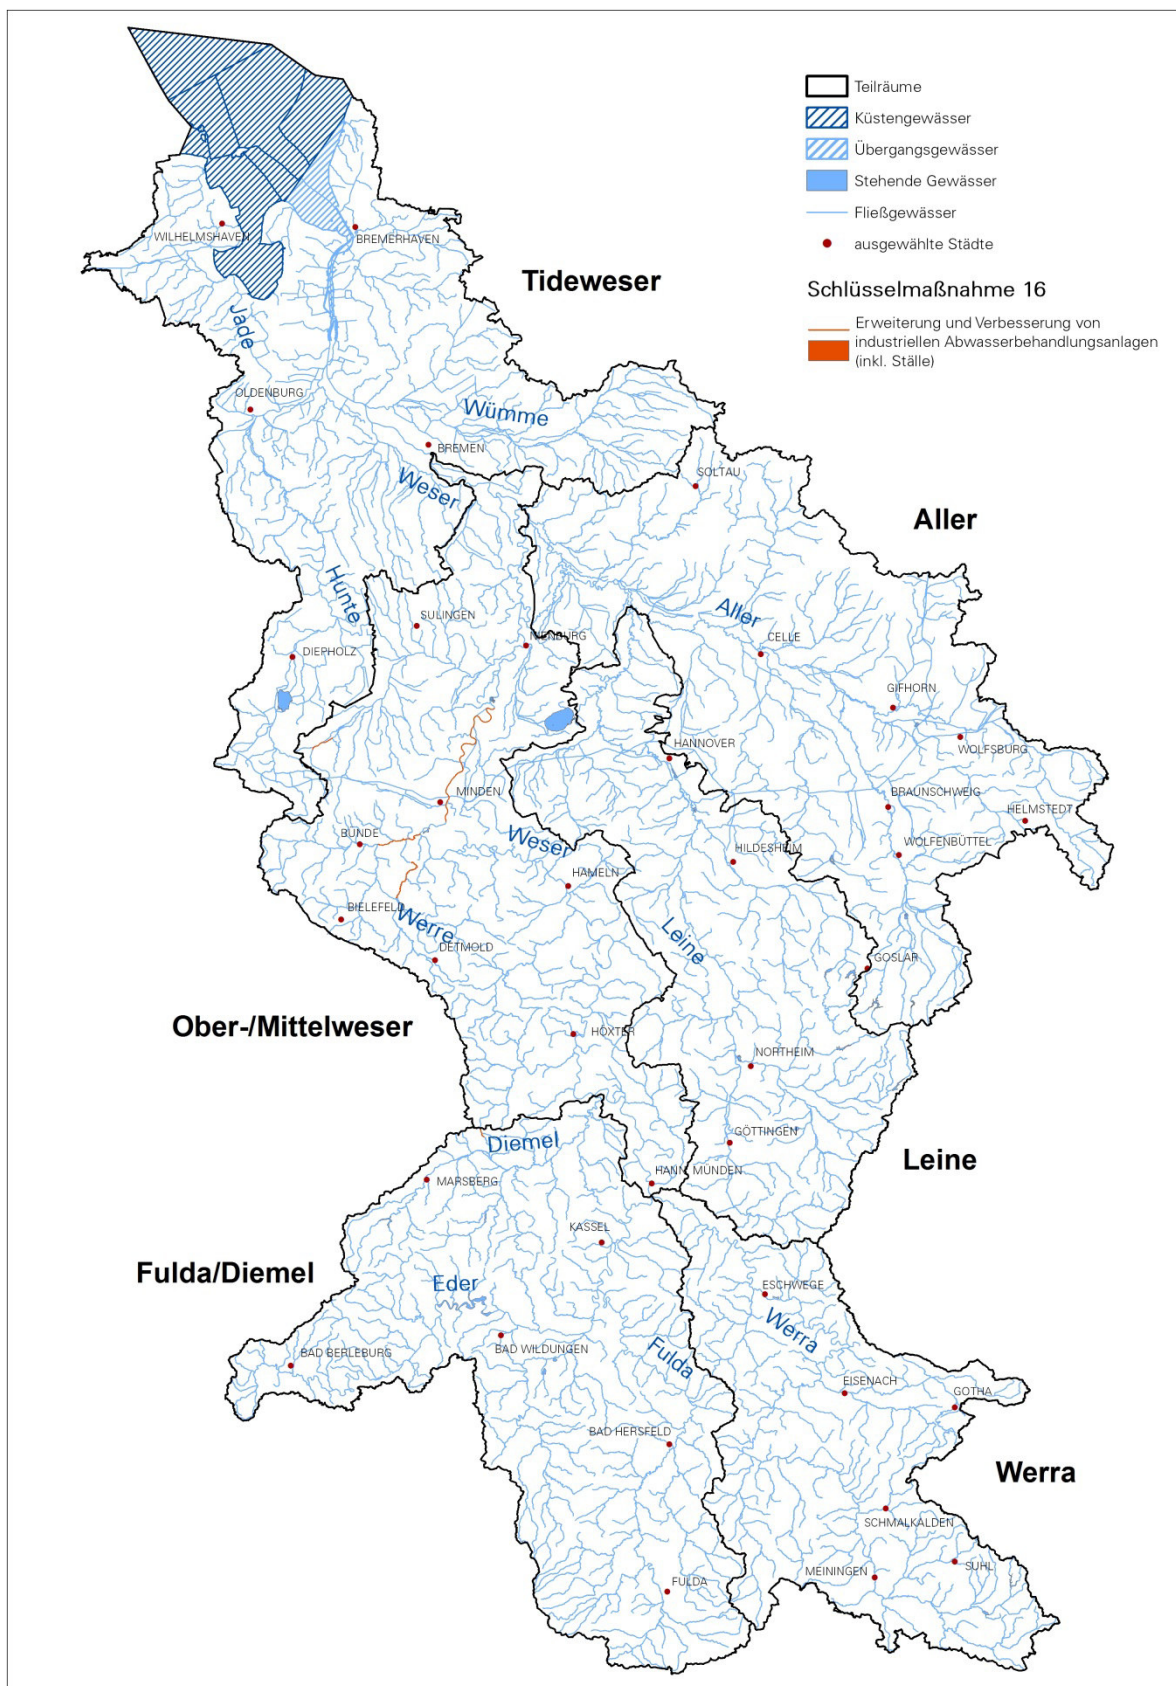 Teilräume
Küstengewässer
Übergangsgewässer
Stehende Gewässer
Fließgewässer
ausgewählte Städte
Schlüsselmaßnahme 16
Erweiterung und Verbesserung von
industriellen Abwasserbehandlungsanlagen
(inkl. Ställe)
WILHELMSHAVEN
BREMERHAVEN
Tideweser
Jade
OLDENBURG
Wümme
BREMEN
Weser
SOLTAU
Aller
Hunte
SULINGEN
Aller
NIENBURG
CELLE
DIEPHOLZ
GIFHORN
WOLFSBURG
HANNOVER
MINDEN
BRAUNSCHWEIG
HELMSTEDT
BÜNDE
Weser
HILDESHEIM
WOLFENBÜTTEL
HAMELN
BIELEFELD
Werre
Leine
DETMOLD
GOSLAR
Ober-/Mittelweser
HÖXTER
NORTHEIM
GÖTTINGEN
Diemel
Leine
MARSBERG
HANN. MÜNDEN
KASSEL
Fulda/Diemel
Eder
ESCHWEGE
Werra
BAD WILDUNGEN
BAD BERLEBURG
Fulda
EISENACH
GOTHA
BAD HERSFELD
Werra
SCHMALKALDEN
SUHL
MEININGEN
FULDA